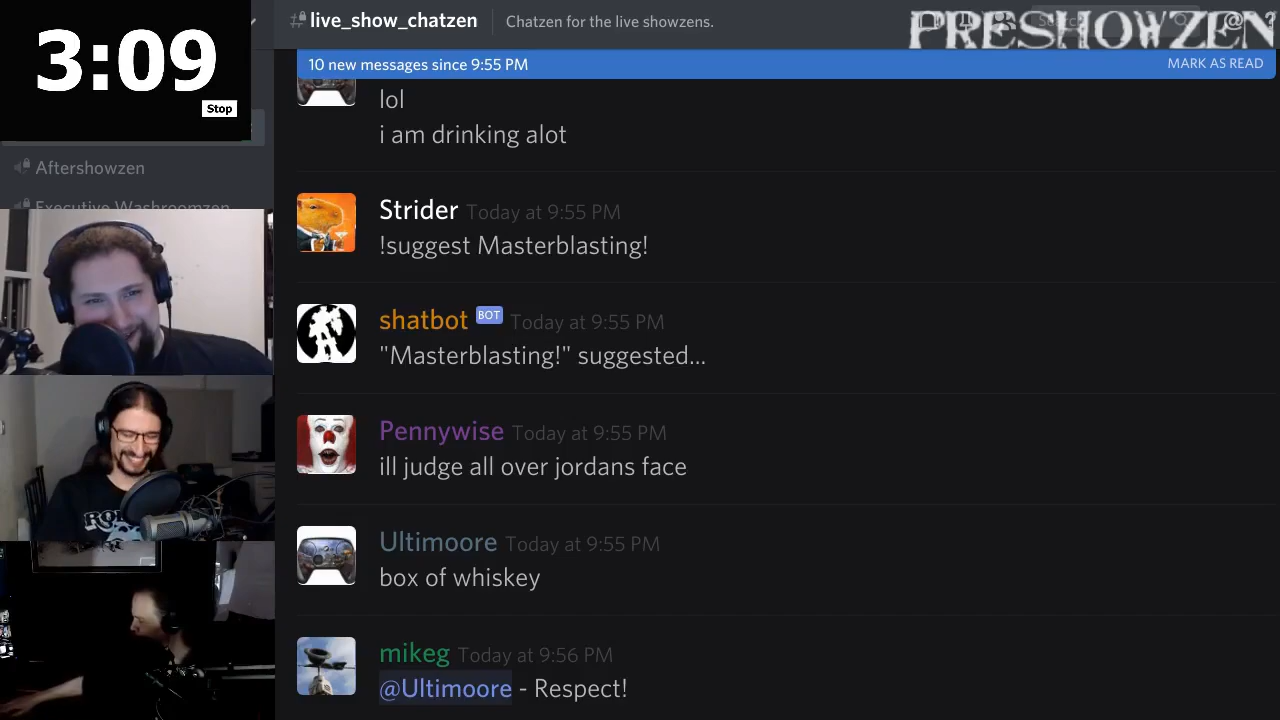 3:09
Stop
live_show_chatzen
Chatzen for the live showzens.
PRESHOWZEN
Search
10 new messages since 9:55 PM
MARK AS READ
lol
i am drinking alot
Aftershowzen
Executive Washroomzen
Strider Today at 9:55 PM
!suggest Masterblasting!
shatbot BOT Today at 9:55 PM
"Masterblasting!" suggested...
Pennywise Today at 9:55 PM
ill judge all over jordans face
Ultimoore Today at 9:55 PM
box of whiskey
mikeg Today at 9:56 PM
@Ultimoore - Respect!